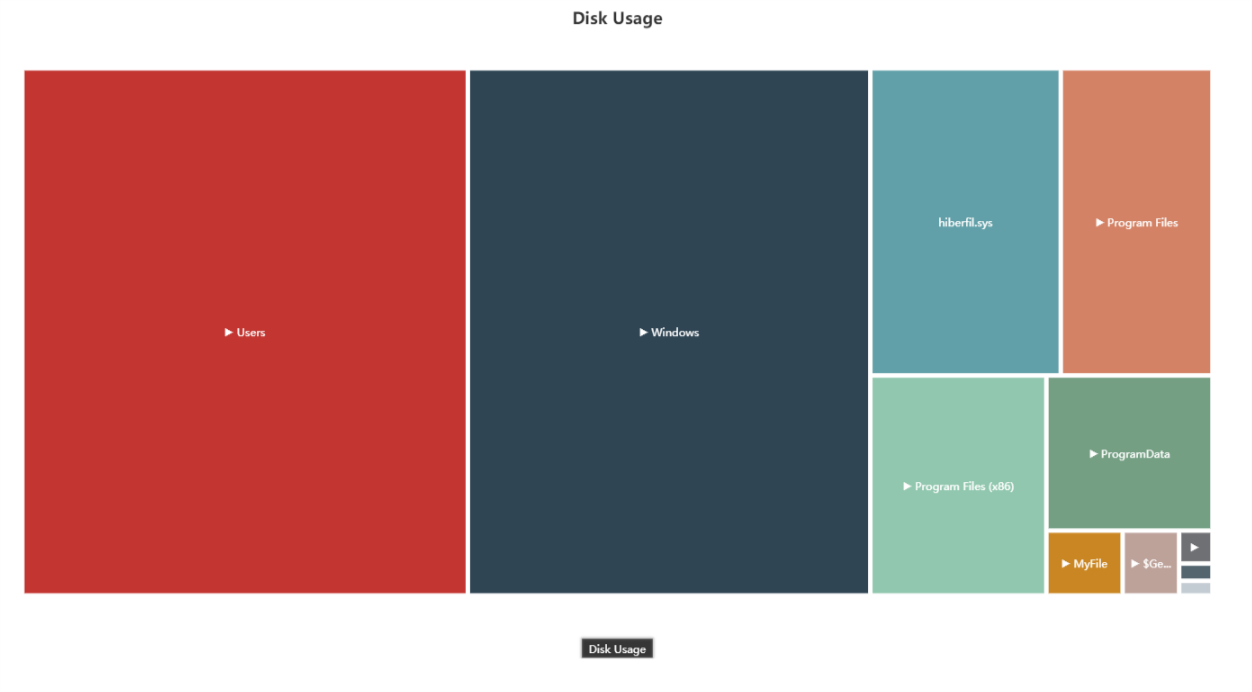 Disk Usage
▶ Users
▶ Windows
hiberfil.sys
▶ Program Files
▶ Program Files (x86)
▶ ProgramData
▶ MyFile
▶ $Ge...
▶
Disk Usage